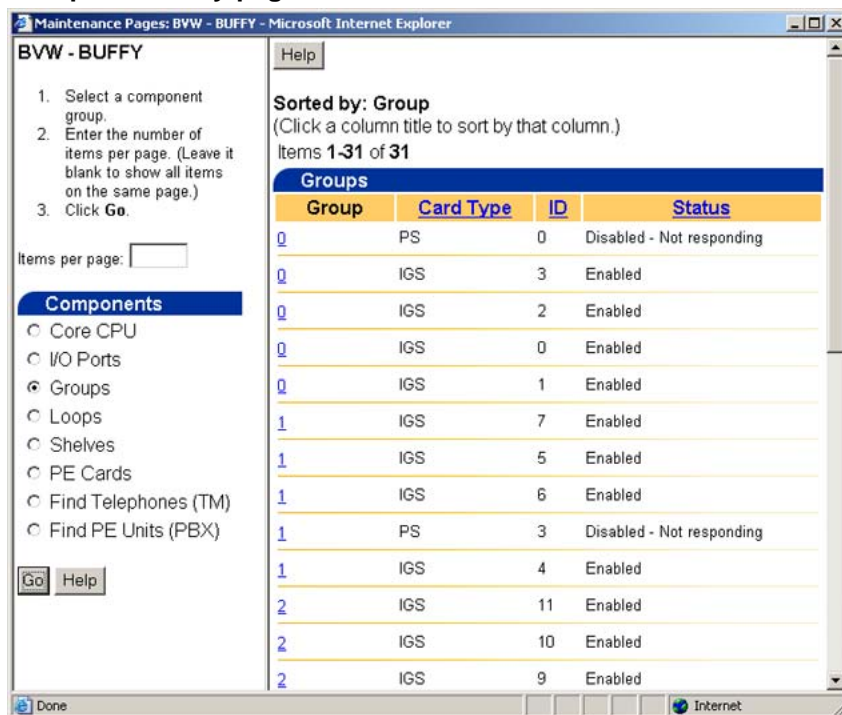 Maintenance Pages: BVW - BUFFY - Microsoft Internet Explorer
BVW - BUFFY
1. Select a component
group.
2. Enter the number of
items per page. (Leave it
blank to show all items
on the same page.)
3. Click Go.
Items per page:
Components
Core CPU
I/O Ports
Groups
Loops
Shelves
PE Cards
Find Telephones (TM)
Find PE Units (PBX)
Go Help
Help
Sorted by: Group
(Click a column title to sort by that column.)
Items 1-31 of 31
Groups
Group Card Type ID Status
0 PS 0 Disabled - Not responding
0 IGS 3 Enabled
0 IGS 2 Enabled
0 IGS 0 Enabled
0 IGS 1 Enabled
1 IGS 7 Enabled
1 IGS 5 Enabled
1 IGS 6 Enabled
1 PS 3 Disabled - Not responding
1 IGS 4 Enabled
2 IGS 11 Enabled
2 IGS 10 Enabled
2 IGS 9 Enabled
Done Internet